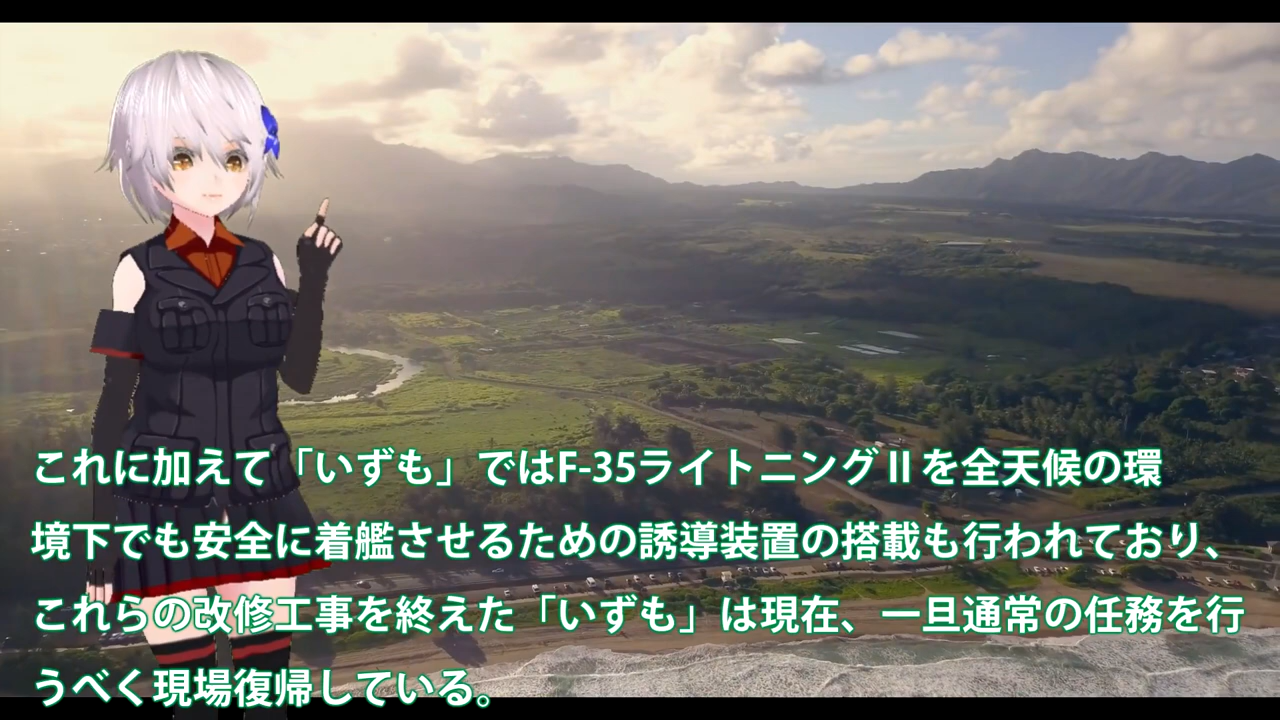 これに加えて「いずも」ではF-35ライトニングⅡを全天候の環
境下でも安全に着艦させるための誘導装置の搭載も行われており、
これらの改修工事を終えた「いずも」は現在、一旦通常の任務を行
うべく現場復帰している。